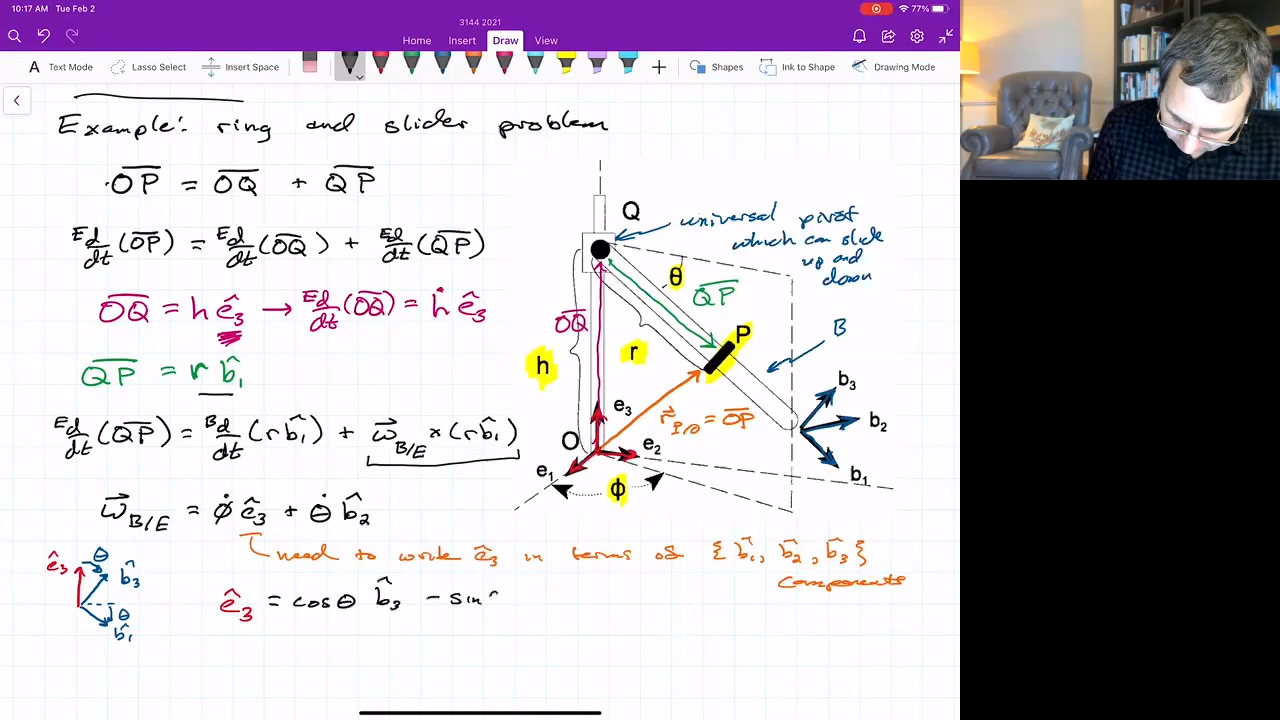 10:17 AM Tue Feb 2
77%
3144 2021
Home Insert Draw View
Text Mode Lasso Select Insert Space Shapes Ink to Shape Drawing Mode
Example: ring and slider problem
OP = OQ + QP
ᴱd/dt (OP) = ᴱd/dt (OQ) + ᴱd/dt (QP)
OQ = h ê₃ → ᴱd/dt (OQ) = ḣ ê₃
QP = r b̂₁
ᴱd/dt (QP) = ᴮd/dt (r b̂₁) + ω⃗_B/E × (r b̂₁)
ω⃗_B/E = φ̇ ê₃ + θ̇ b̂₂
need to write ê₃ in terms of {b̂₁, b̂₂, b̂₃}
components
ê₃ = cosθ b̂₃ - sin
ê₃ θ b̂₃
θ
b̂₁
Q
universal pivot
which can slide
up and
down
θ
QP
OQ
P
B
h
r
b₃
e₃
r⃗_P/O = OP
b₂
O
e₂
e₁
b₁
φ